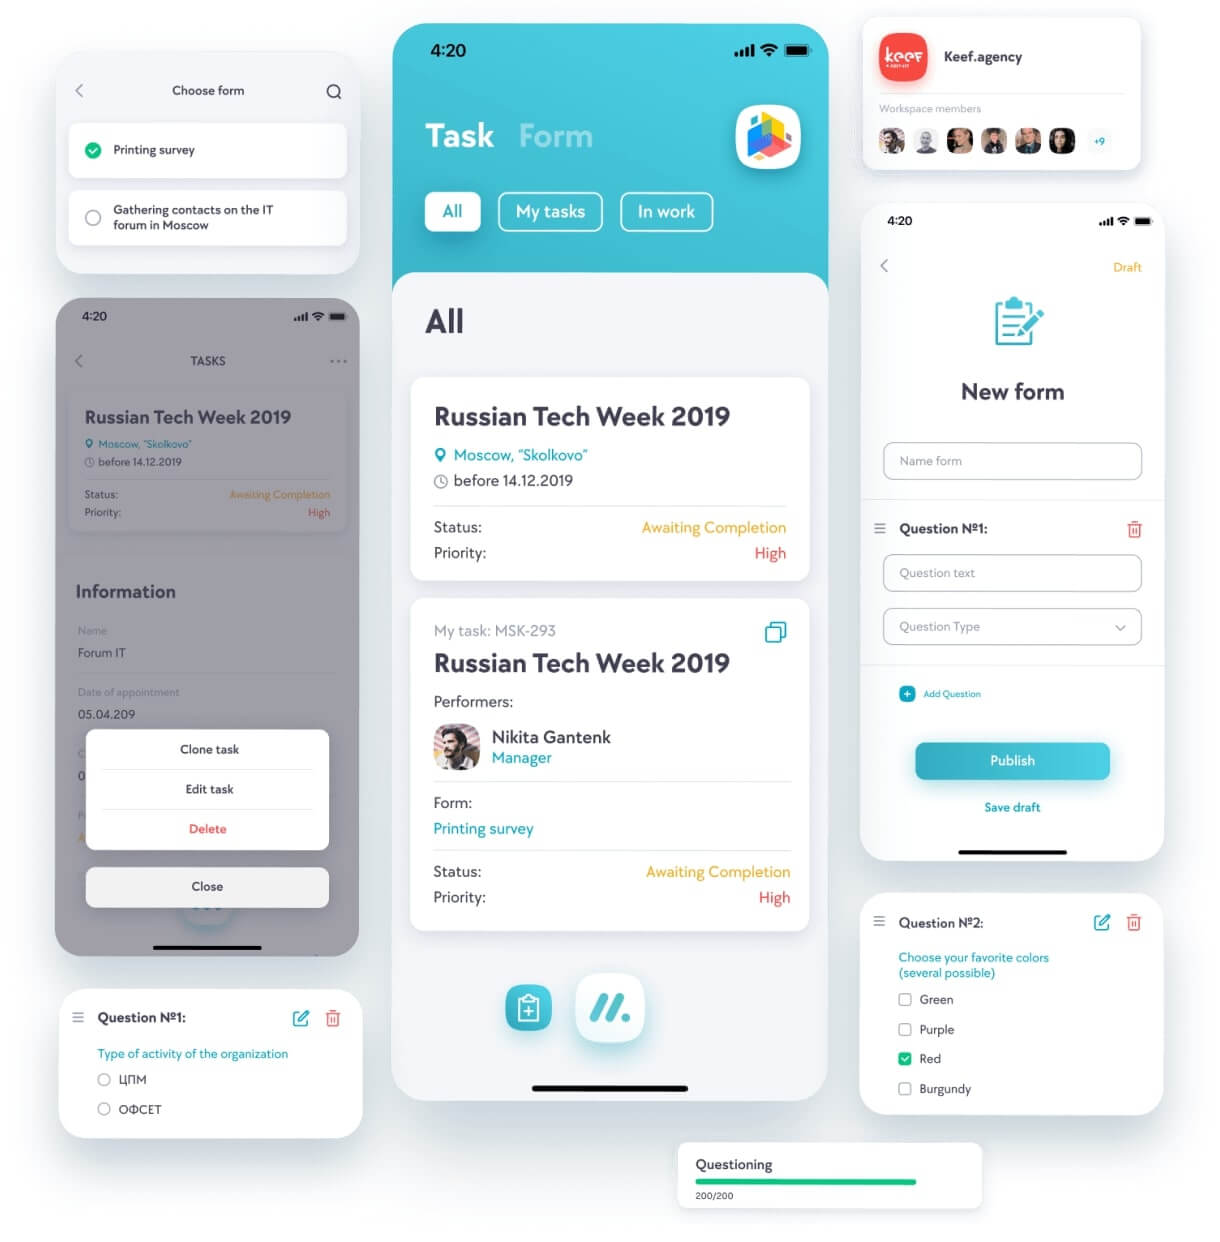 Choose form
Printing survey
Gathering contacts on the IT
forum in Moscow
4:20
TASKS
Russian Tech Week 2019
Moscow, "Skolkovo"
before 14.12.2019
Status: Awaiting Completion
Priority: High
Information
Name
Forum IT
Date of appointment
05.04.209
Clone task
Edit task
Delete
Close
Question №1:
Type of activity of the organization
ЦПМ
ОФСЕТ
4:20
Task Form
All My tasks In work
All
Russian Tech Week 2019
Moscow, "Skolkovo"
before 14.12.2019
Status: Awaiting Completion
Priority: High
My task: MSK-293
Russian Tech Week 2019
Performers:
Nikita Gantenk
Manager
Form:
Printing survey
Status: Awaiting Completion
Priority: High
keef
Keef.agency
Workspace members
+9
4:20
Draft
New form
Name form
Question №1:
Question text
Question Type
Add Question
Publish
Save draft
Question №2:
Choose your favorite colors
(several possible)
Green
Purple
Red
Burgundy
Questioning
200/200